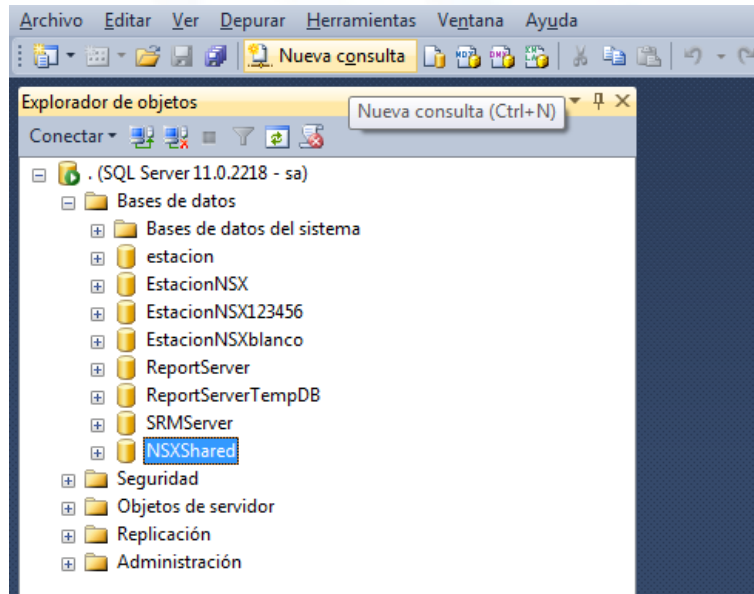 Archivo Editar Ver Depurar Herramientas Ventana Ayuda
Nueva consulta
Explorador de objetos
Nueva consulta (Ctrl+N)
Conectar
. (SQL Server 11.0.2218 - sa)
Bases de datos
Bases de datos del sistema
estacion
EstacionNSX
EstacionNSX123456
EstacionNSXblanco
ReportServer
ReportServerTempDB
SRMServer
NSXShared
Seguridad
Objetos de servidor
Replicación
Administración